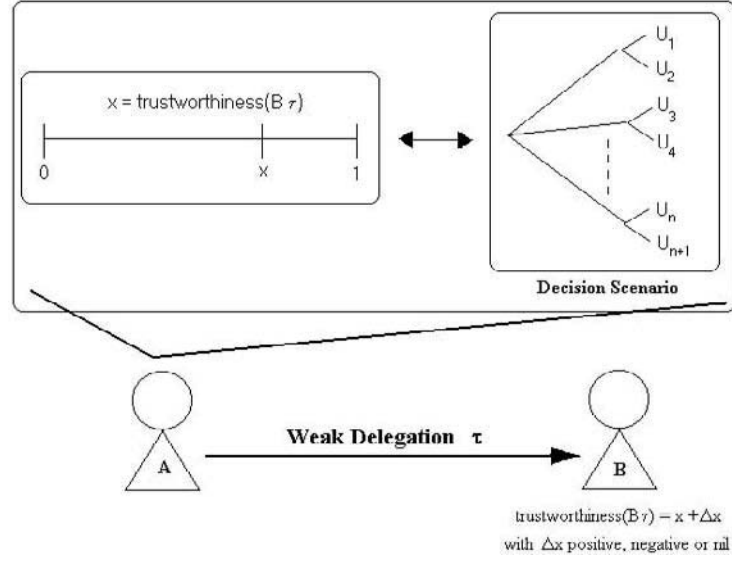 x = trustworthiness(B τ)
0
x
1
U1
U2
U3
U4
Un
Un+1
Decision Scenario
Weak Delegation τ
A
B
trustworthiness(Bτ) = x + Δx
with Δx positive, negative or nil